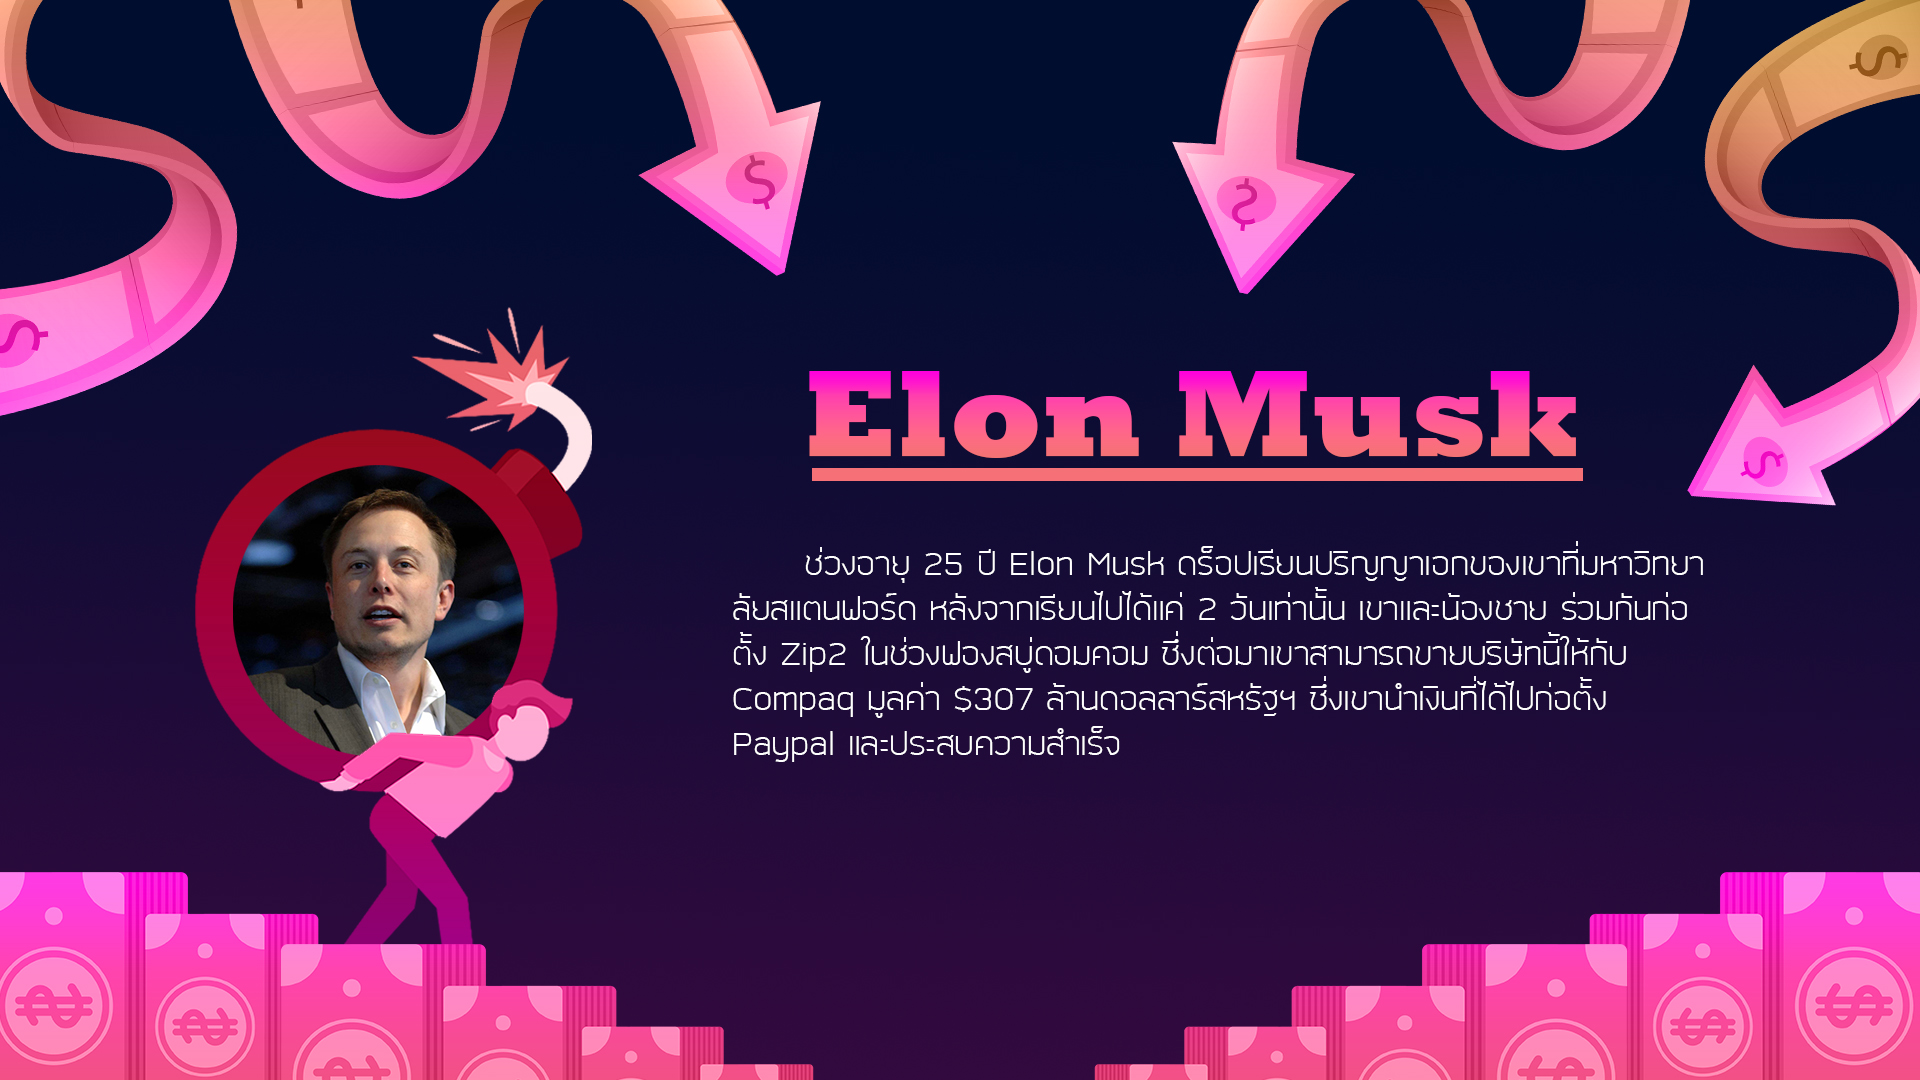 Elon Musk
ช่วงอายุ 25 ปี Elon Musk ดร็อปเรียนปริญญาเอกของเขาที่มหาวิทยา
ลัยสแตนฟอร์ด หลังจากเรียนไปได้แค่ 2 วันเท่านั้น เขาและน้องชาย ร่วมกันก่อ
ตั้ง Zip2 ในช่วงฟองสบู่ดอมคอม ซึ่งต่อมาเขาสามารถขายบริษัทนี้ให้กับ
Compaq มูลค่า $307 ล้านดอลลาร์สหรัฐฯ ซึ่งเขานำเงินที่ได้ไปก่อตั้ง
Paypal และประสบความสำเร็จ